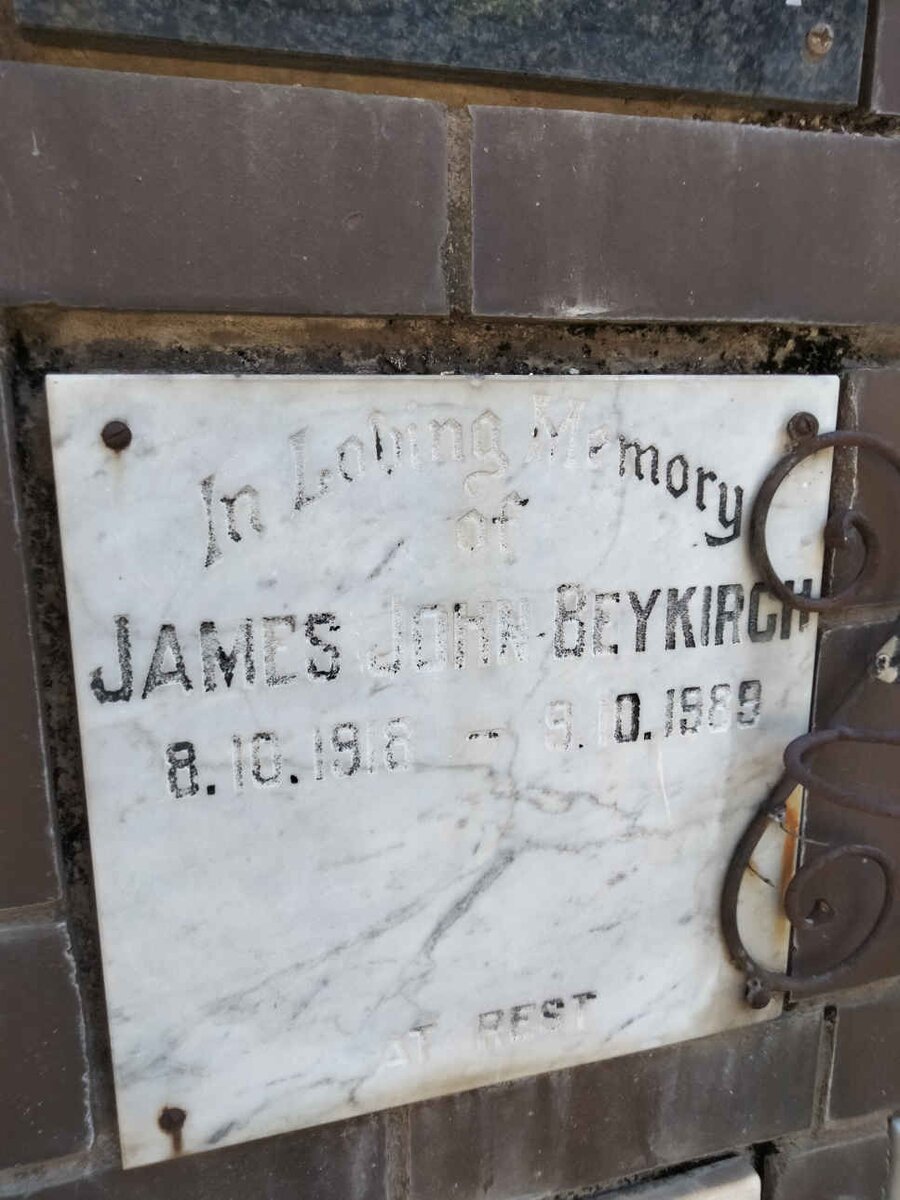 In Loving Memory
of
JAMES JOHN BEYKIRCH
8.10.1916 - 9.10.1989
AT REST